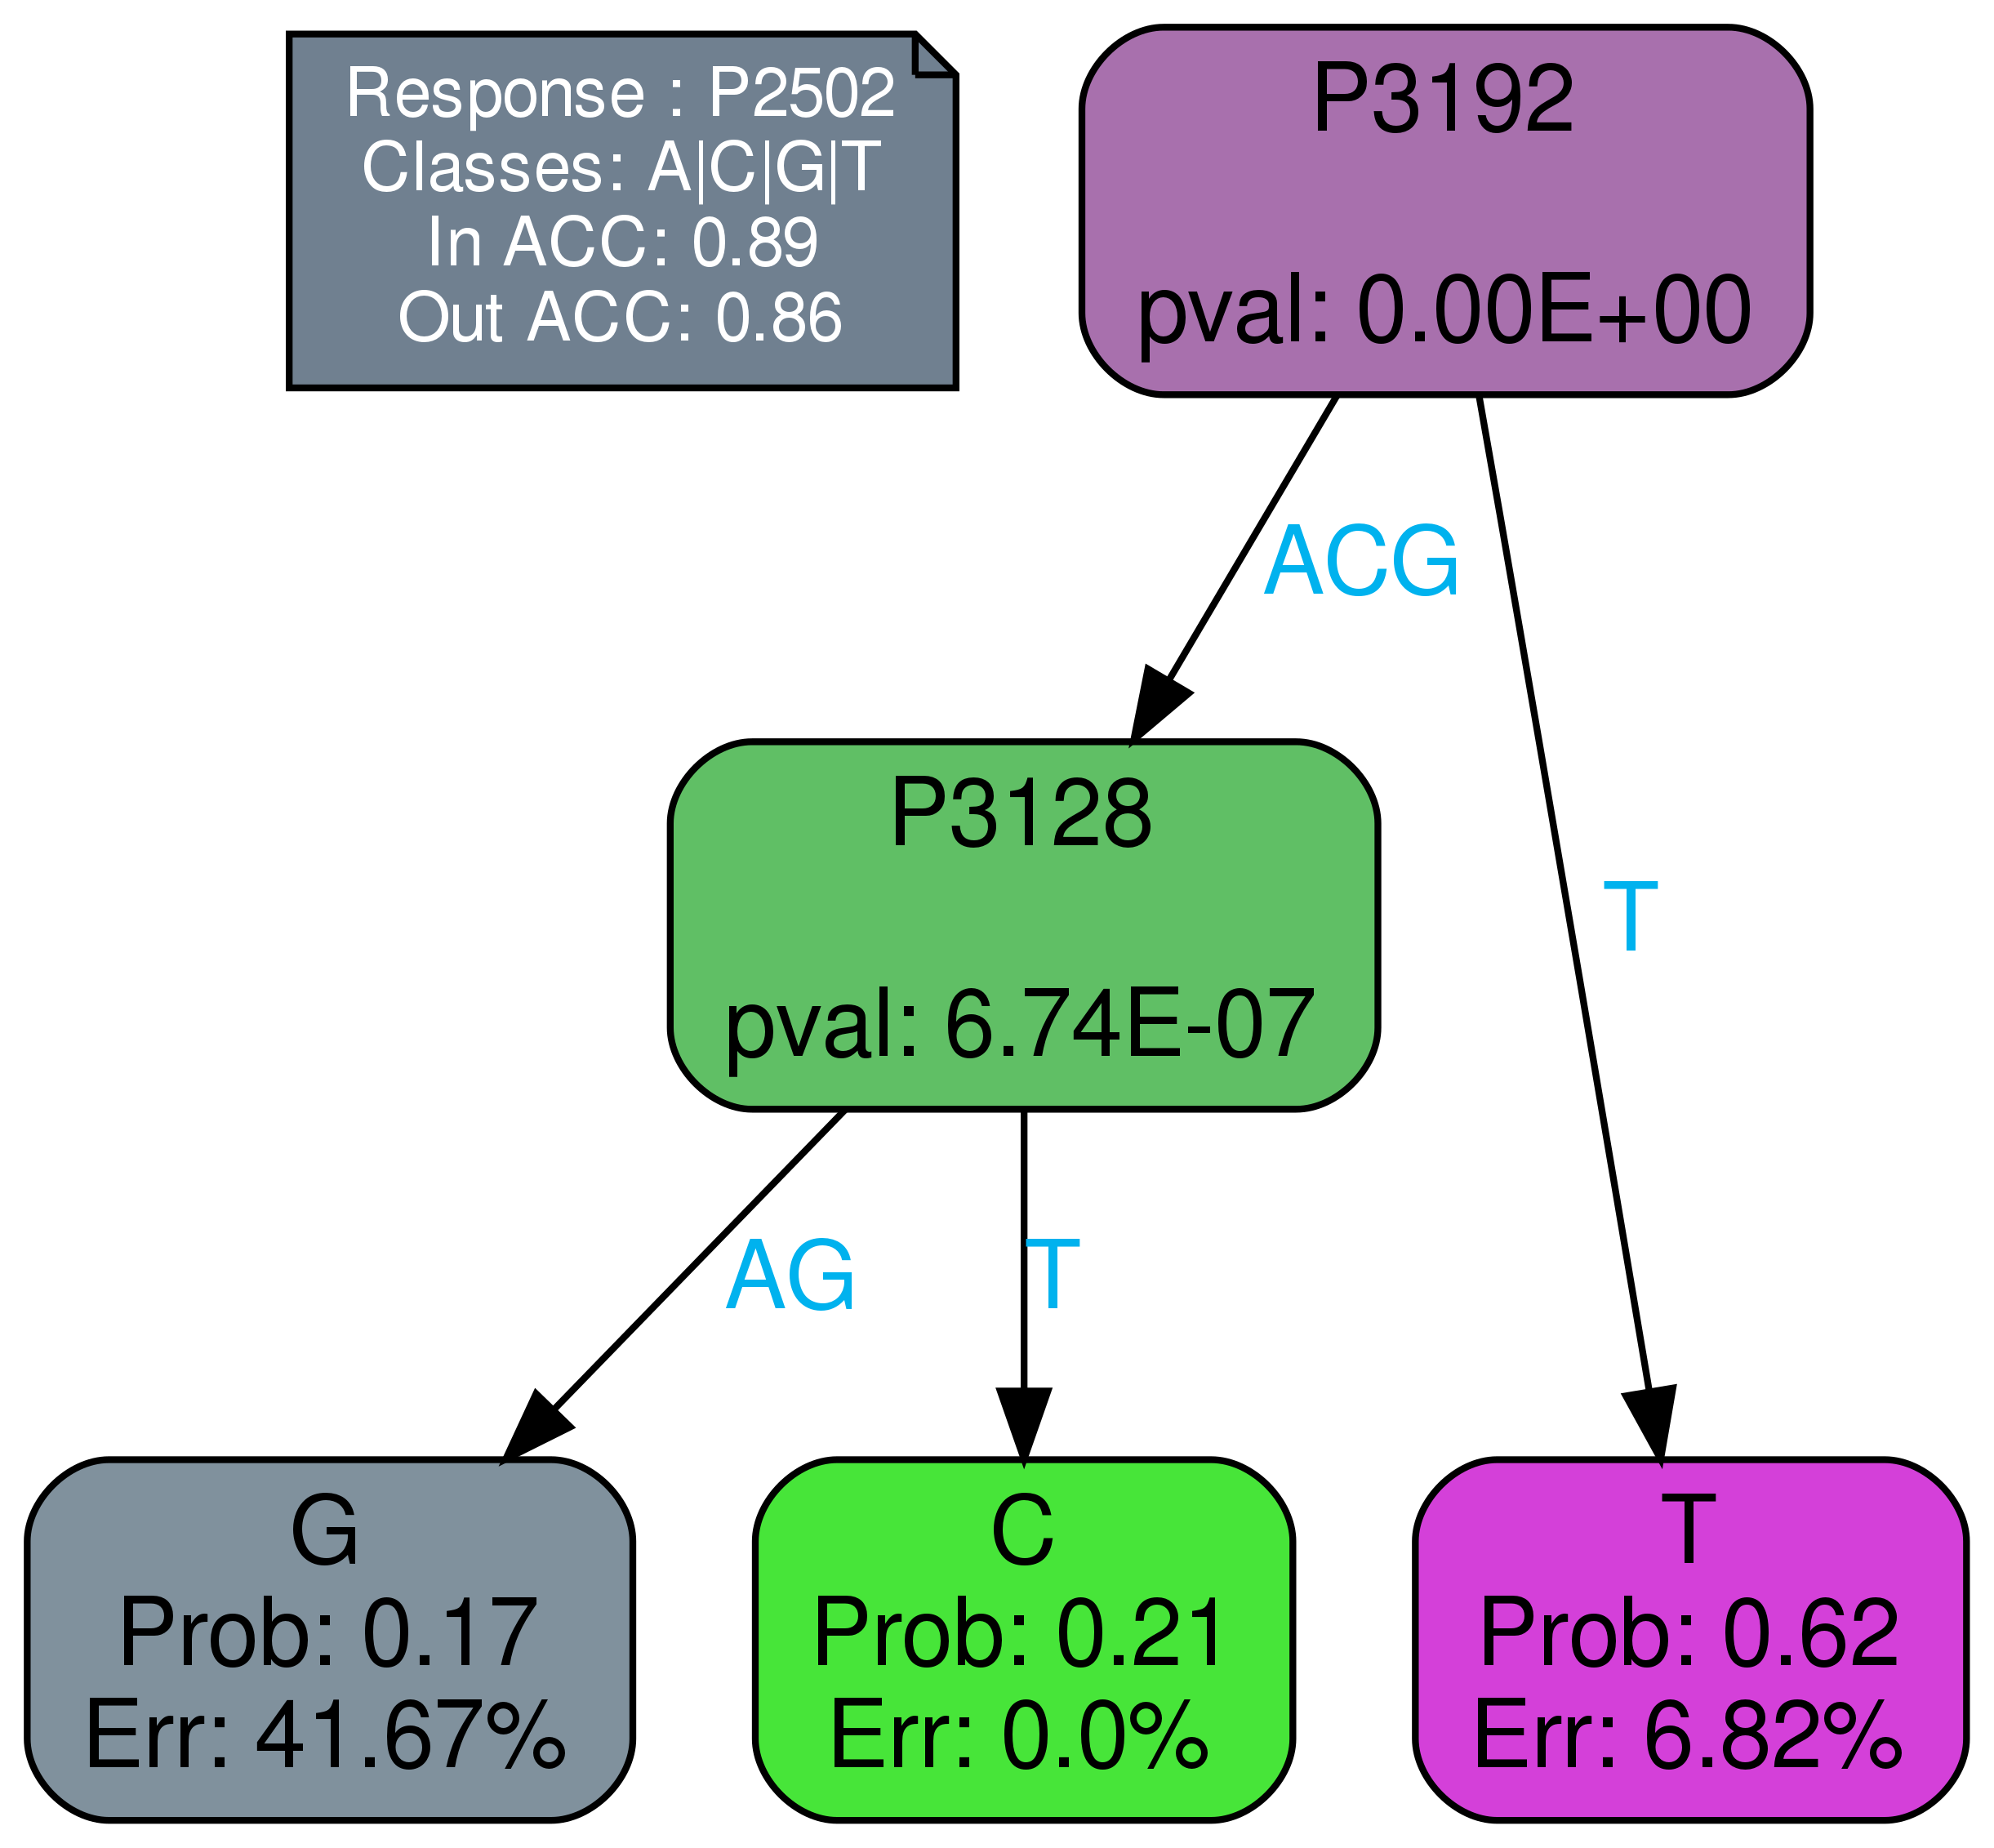 Response : P2502
Classes: A|C|G|T
In ACC: 0.89
Out ACC: 0.86
P3192
pval: 0.00E+00
ACG
T
P3128
pval: 6.74E-07
AG
T
G
Prob: 0.17
Err: 41.67%
C
Prob: 0.21
Err: 0.0%
T
Prob: 0.62
Err: 6.82%